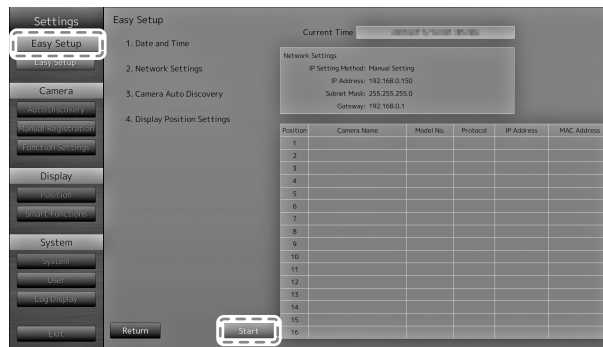 Settings
Easy Setup
Easy Setup
Camera
Auto Discovery
Manual Registration
Function Settings
Display
Position
Smart Functions
System
System
User
Log Display
Exit
Easy Setup
1. Date and Time
2. Network Settings
3. Camera Auto Discovery
4. Display Position Settings
Return
Start
Current Time
Network Settings
IP Setting Method: Manual Setting
IP Address: 192.168.0.150
Subnet Mask: 255.255.255.0
Gateway: 192.168.0.1
Position Camera Name Model No. Protocol IP Address MAC Address
1
2
3
4
5
6
7
8
9
10
11
12
13
14
15
16